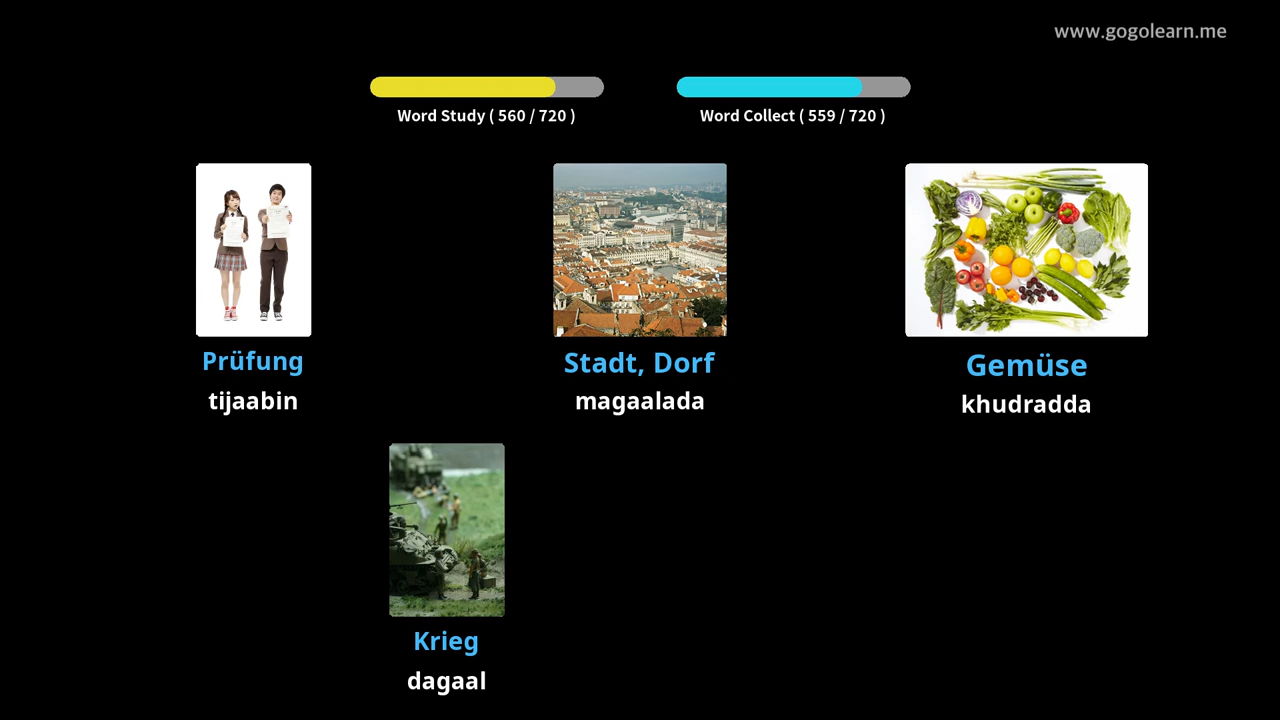 www.gogolearn.me
Word Study ( 560 / 720 )
Word Collect ( 559 / 720 )
Prüfung
tijaabin
Stadt, Dorf
magaalada
Gemüse
khudradda
Krieg
dagaal